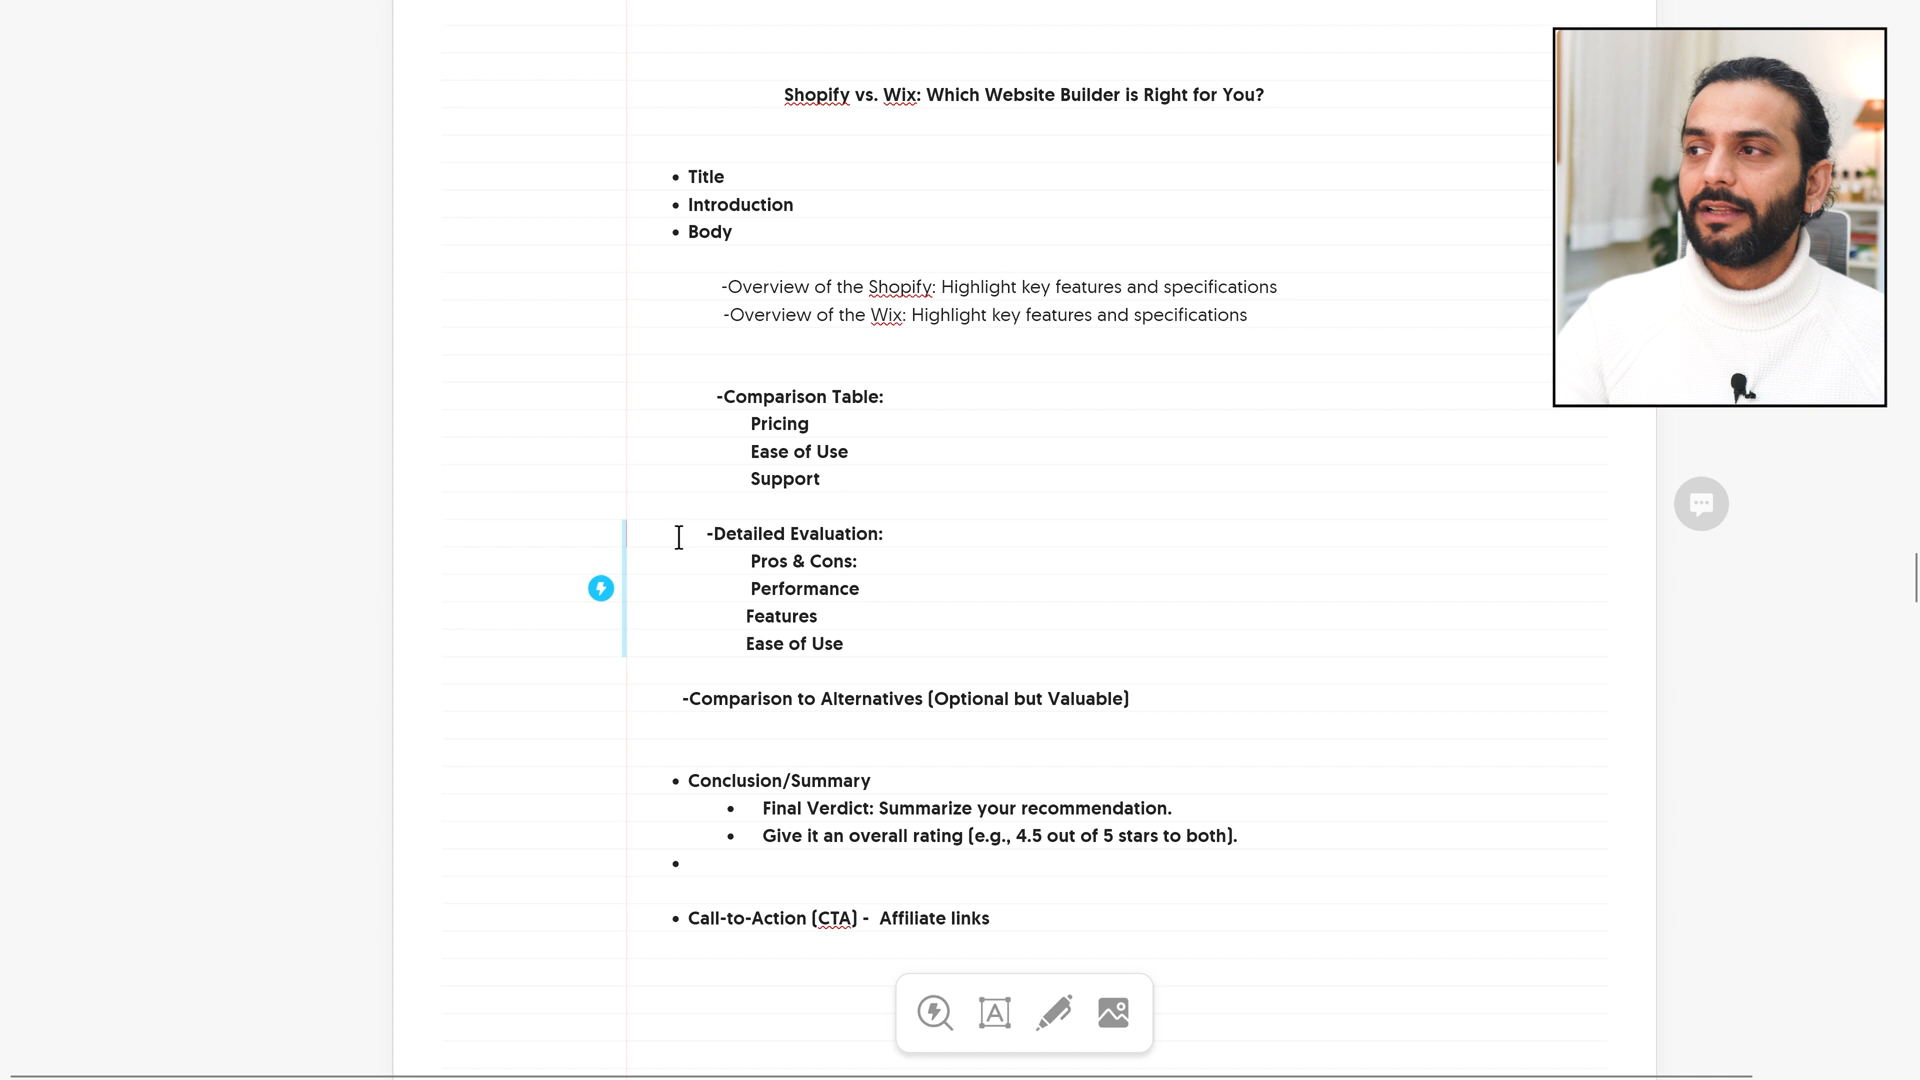 Shopify vs. Wix: Which Website Builder is Right for You?
• Title
• Introduction
• Body
-Overview of the Shopify: Highlight key features and specifications
-Overview of the Wix: Highlight key features and specifications
-Comparison Table:
Pricing
Ease of Use
Support
-Detailed Evaluation:
Pros & Cons:
Performance
Features
Ease of Use
-Comparison to Alternatives (Optional but Valuable)
• Conclusion/Summary
• Final Verdict: Summarize your recommendation.
• Give it an overall rating (e.g., 4.5 out of 5 stars to both).
•
• Call-to-Action (CTA) - Affiliate links
A